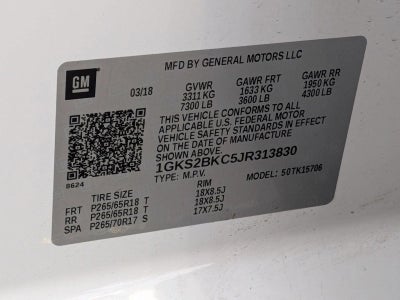 MFD BY GENERAL MOTORS LLC
GM
03/18 GVWR GAWR FRT GAWR RR
3311 KG 1633 KG 1950 KG
7300 LB 3600 LB 4300 LB
THIS VEHICLE CONFORMS TO ALL
APPLICABLE U.S. FEDERAL MOTOR
VEHICLE SAFETY STANDARDS IN EFFECT
ON THE DATE OF MANUFACTURE
SHOWN ABOVE.
1GKS2BKC5JR313830
8624
TYPE: M.P.V. MODEL: 50TK15706
TIRE SIZE RIM
FRT P265/65R18 T 18X8.5J
RR P265/65R18 T 18X8.5J
SPA P265/70R17 S 17X7.5J